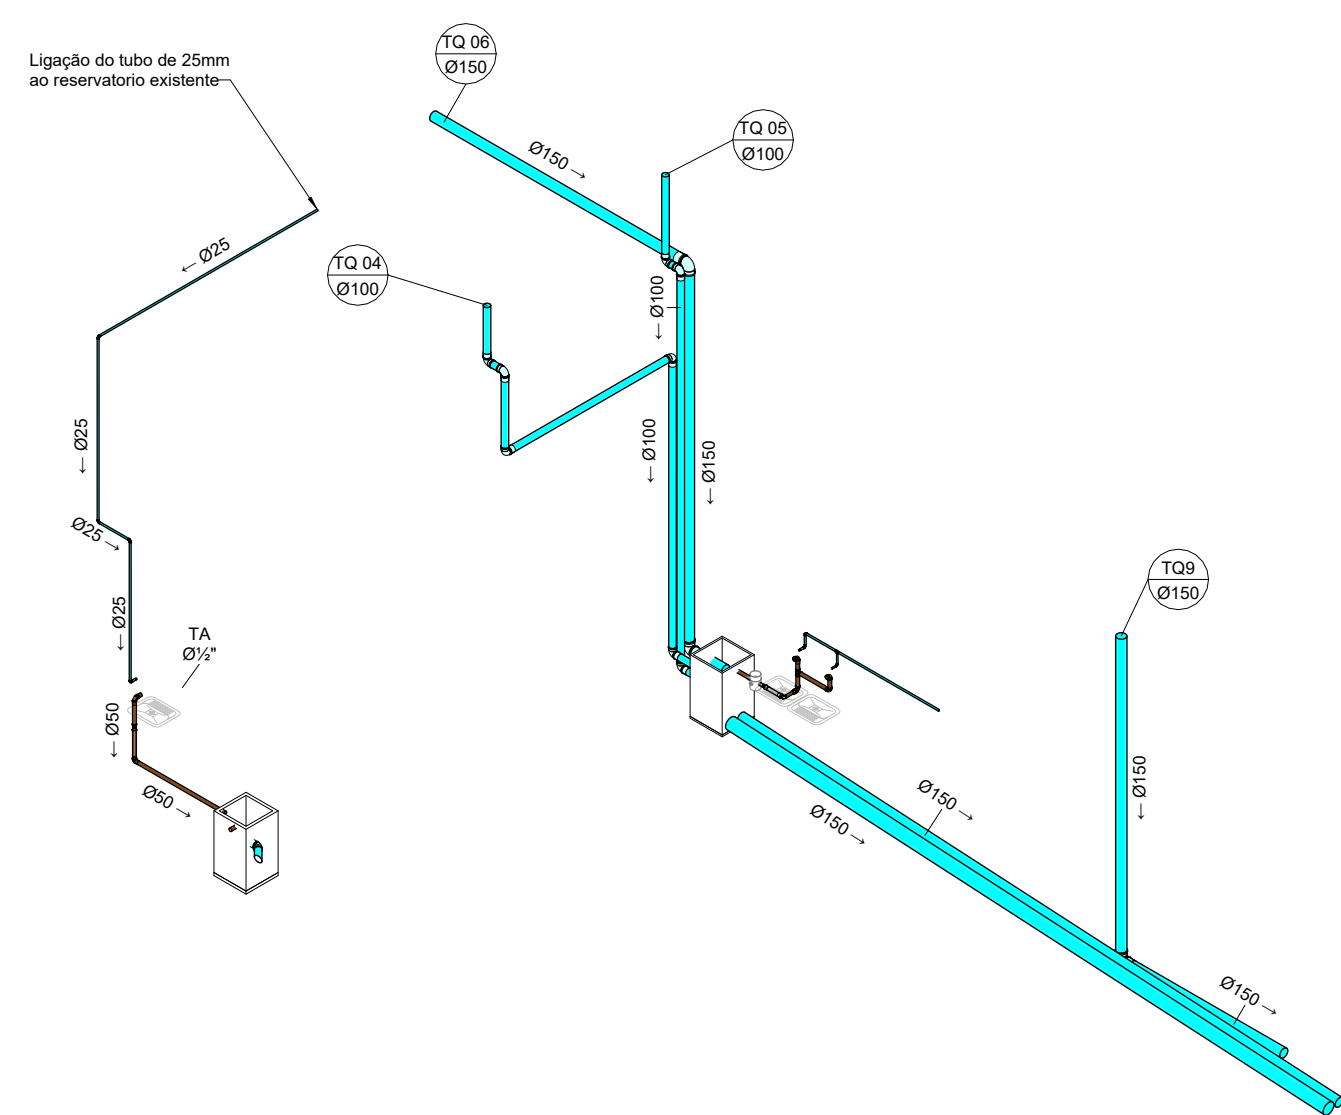 TQ 06
Ø150
Ligação do tubo de 25mm
ao reservatorio existente
TQ 05
Ø100
Ø150 →
← Ø25
TQ 04
Ø100
← Ø100
← Ø25
← Ø100
← Ø150
Ø25 →
TQ9
Ø150
← Ø25
TA
Ø½"
← Ø50
← Ø150
Ø50 →
Ø150 →
Ø150 →
Ø150 →